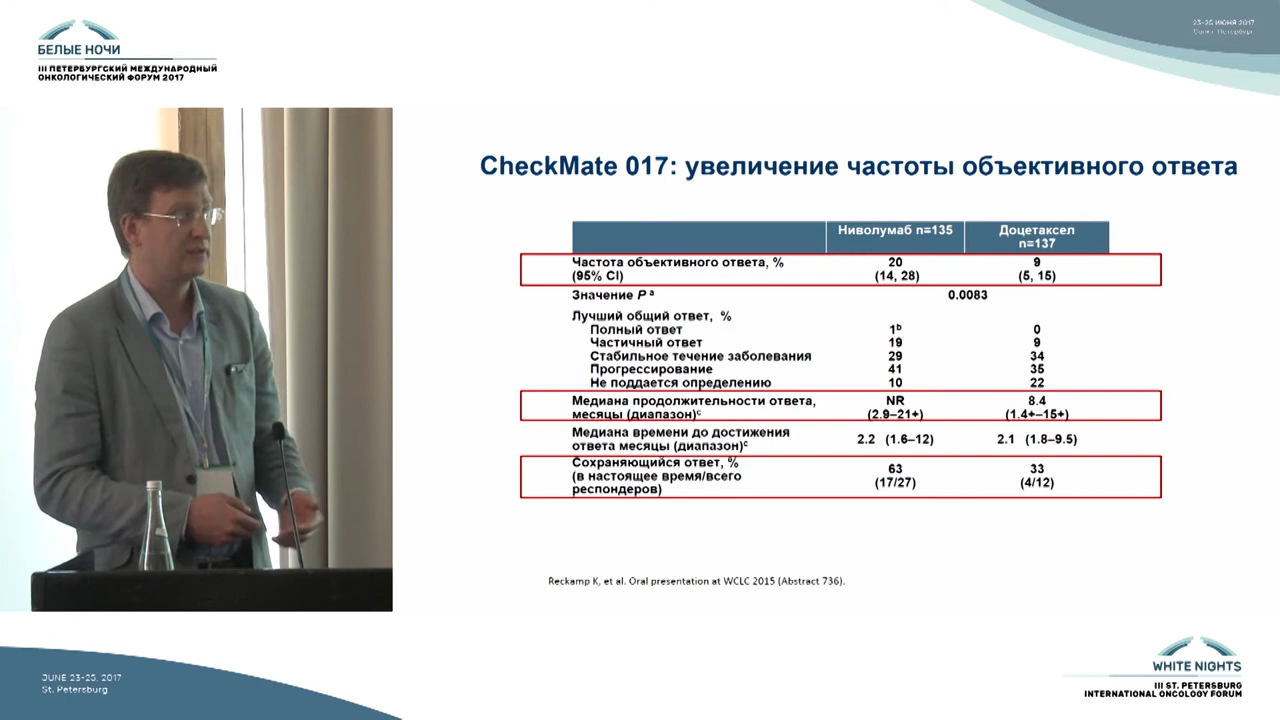 БЕЛЫЕ НОЧИ
III ПЕТЕРБУРГСКИЙ МЕЖДУНАРОДНЫЙ
ОНКОЛОГИЧЕСКИЙ ФОРУМ 2017
23-25 ИЮНЯ 2017
Санкт-Петербург
CheckMate 017: увеличение частоты объективного ответа
Ниволумаб n=135 Доцетаксел
n=137
Частота объективного ответа, % 20 9
(95% CI) (14, 28) (5, 15)
Значение P a 0.0083
Лучший общий ответ, %
Полный ответ 1b 0
Частичный ответ 19 9
Стабильное течение заболевания 29 34
Прогрессирование 41 35
Не поддается определению 10 22
Медиана продолжительности ответа, NR 8.4
месяцы (диапазон)c (2.9–21+) (1.4+–15+)
Медиана времени до достижения
ответа месяцы (диапазон)c 2.2 (1.6–12) 2.1 (1.8–9.5)
Сохраняющийся ответ, % 63 33
(в настоящее время/всего (17/27) (4/12)
респондеров)
Reckamp K, et al. Oral presentation at WCLC 2015 (Abstract 736).
JUNE 23-25, 2017
St. Petersburg
WHITE NIGHTS
III ST. PETERSBURG
INTERNATIONAL ONCOLOGY FORUM